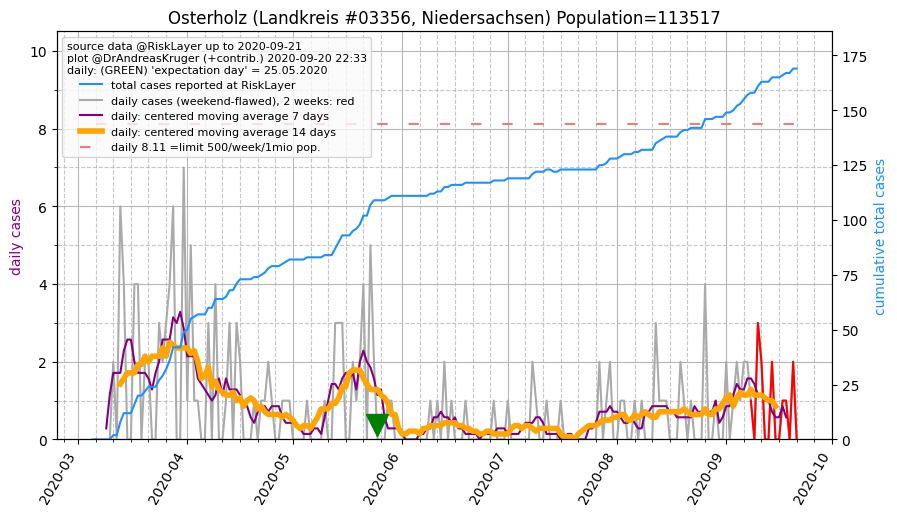 Osterholz (Landkreis #03356, Niedersachsen) Population=113517
source data @RiskLayer up to 2020-09-21
plot @DrAndreasKruger (+contrib.) 2020-09-20 22:33
daily: (GREEN) 'expectation day' = 25.05.2020
total cases reported at RiskLayer
daily cases (weekend-flawed), 2 weeks: red
daily: centered moving average 7 days
daily: centered moving average 14 days
daily 8.11 =limit 500/week/1mio pop.
daily cases
10
8
6
4
2
0
cumulative total cases
175
150
125
100
75
50
25
0
2020-03
2020-04
2020-05
2020-06
2020-07
2020-08
2020-09
2020-10